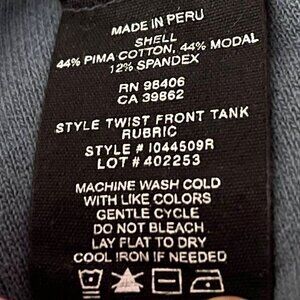 MADE IN PERU
SHELL
44% PIMA COTTON, 44% MODAL
12% SPANDEX
RN 98406
CA 39862
STYLE TWIST FRONT TANK
RUBRIC
STYLE # I044509R
LOT # 402253
MACHINE WASH COLD
WITH LIKE COLORS
GENTLE CYCLE
DO NOT BLEACH
LAY FLAT TO DRY
COOL IRON IF NEEDED